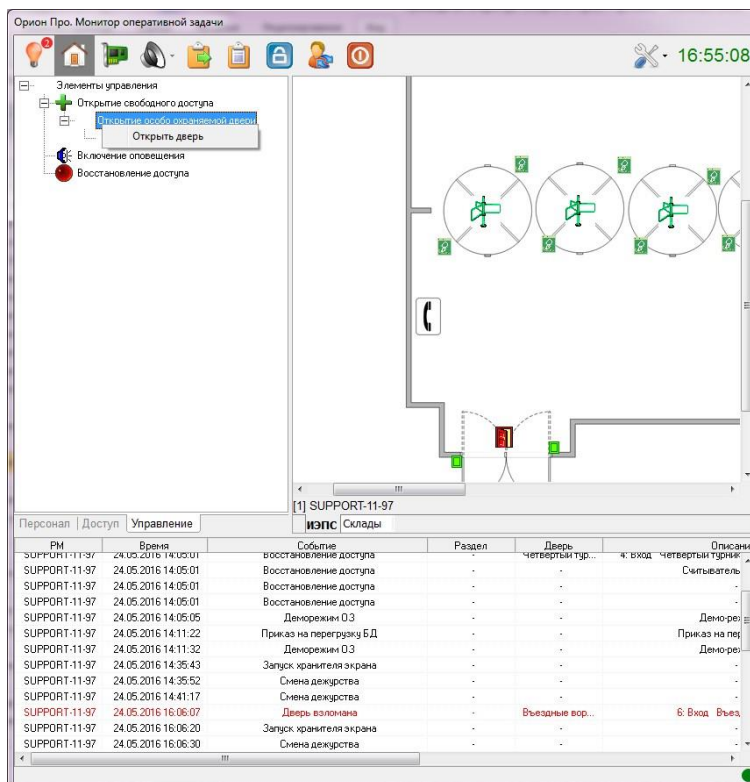 Орион Про. Монитор оперативной задачи
2
16:55:08
Элементы управления
Открытие свободного доступа
Открытие особо охраняемой двери
Открыть дверь
Включение оповещения
Восстановление доступа
[1] SUPPORT-11-97
Персонал Доступ Управление
ИЭПС Склады
РМ Время Событие Раздел Дверь Описани
SUPPORT-11-97 24.05.2016 14:05:01 Восстановление доступа - Четвертый тур... 4: Вход Четвертый турник
SUPPORT-11-97 24.05.2016 14:05:01 Восстановление доступа - - Считыватель
SUPPORT-11-97 24.05.2016 14:05:01 Восстановление доступа - - -
SUPPORT-11-97 24.05.2016 14:05:01 Восстановление доступа - - -
SUPPORT-11-97 24.05.2016 14:05:05 Деморежим ОЗ - - Демо-реж
SUPPORT-11-97 24.05.2016 14:11:22 Приказ на перегрузку БД - - Приказ на пер
SUPPORT-11-97 24.05.2016 14:11:32 Деморежим ОЗ - - Демо-реж
SUPPORT-11-97 24.05.2016 14:35:43 Запуск хранителя экрана - - -
SUPPORT-11-97 24.05.2016 14:35:52 Смена дежурства - - -
SUPPORT-11-97 24.05.2016 14:41:17 Смена дежурства - - -
SUPPORT-11-97 24.05.2016 16:06:07 Дверь взломана - Въездные вор... 6: Вход Въез
SUPPORT-11-97 24.05.2016 16:06:20 Запуск хранителя экрана - - -
SUPPORT-11-97 24.05.2016 16:06:30 Смена дежурства - - -